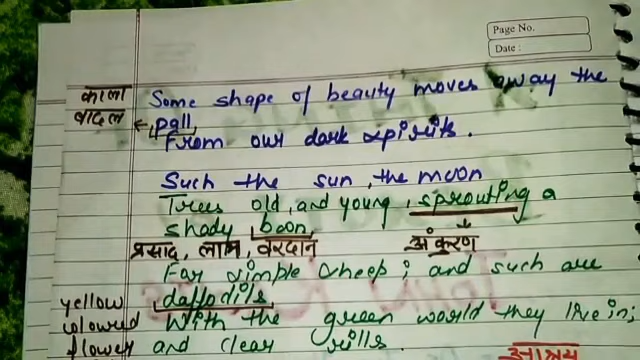 Page No.
Date :
काला Some shape of beauty moves away the
बादल ← pall
From our dark spirits.
Such the sun, the moon
Trees old, and young, sprouting a
shady boon,
प्रसाद, लाभ, वरदान अंकुरण
For simple sheep; and such are
yellow daffodils
coloured With the green world they live in;
flower and clear rills.